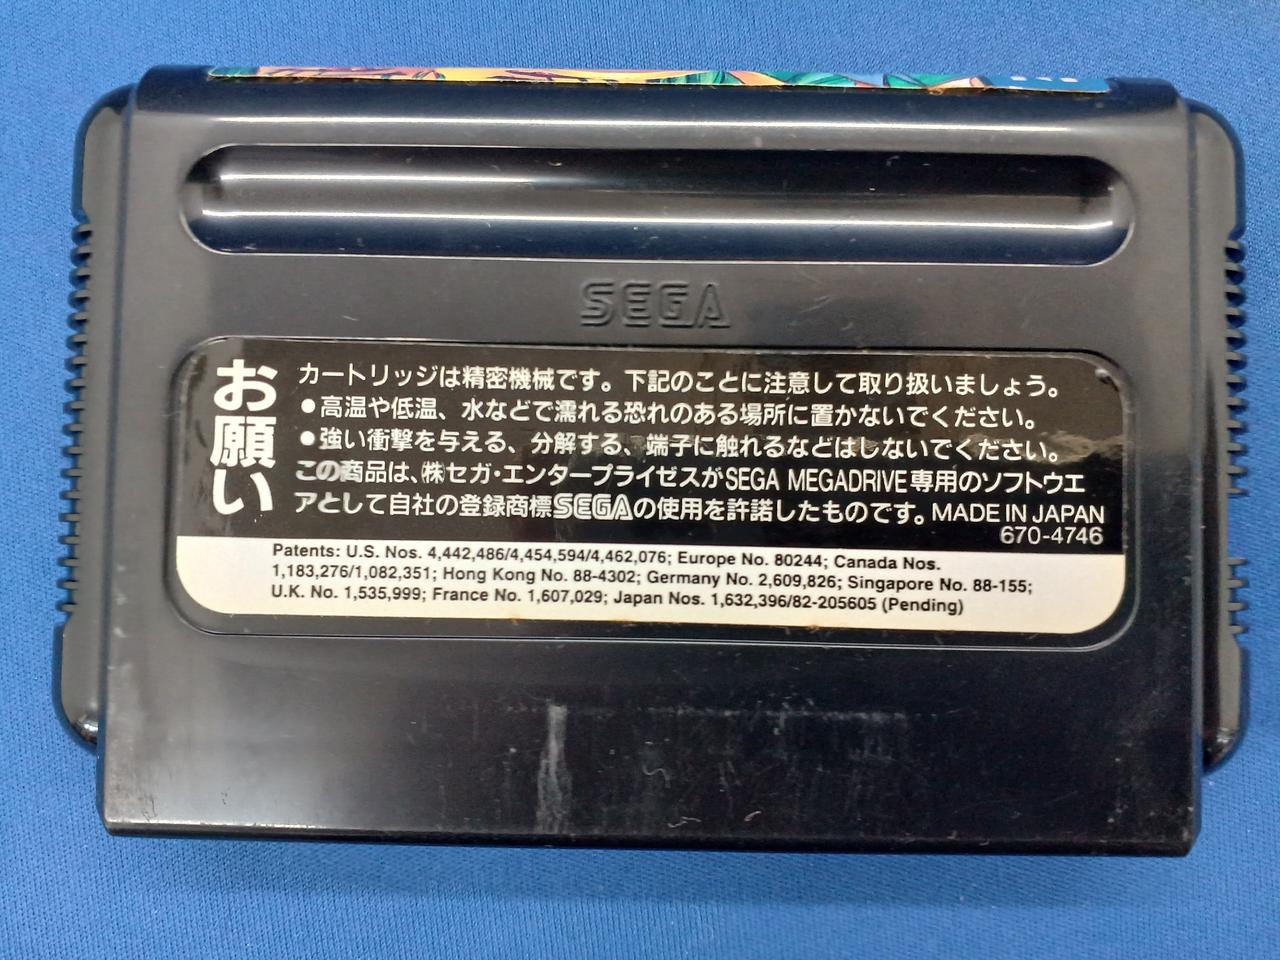 SEGA
お願い
カートリッジは精密機械です。下記のことに注意して取り扱いましょう。
●高温や低温、水などで濡れる恐れのある場所に置かないでください。
●強い衝撃を与える、分解する、端子に触れるなどはしないでください。
この商品は、㈱セガ・エンタープライゼスがSEGA MEGADRIVE専用のソフトウエ
アとして自社の登録商標SEGAの使用を許諾したものです。MADE IN JAPAN
670-4746
Patents: U.S. Nos. 4,442,486/4,454,594/4,462,076; Europe No. 80244; Canada Nos.
1,183,276/1,082,351; Hong Kong No. 88-4302; Germany No. 2,609,826; Singapore No. 88-155;
U.K. No. 1,535,999; France No. 1,607,029; Japan Nos. 1,632,396/82-205605 (Pending)